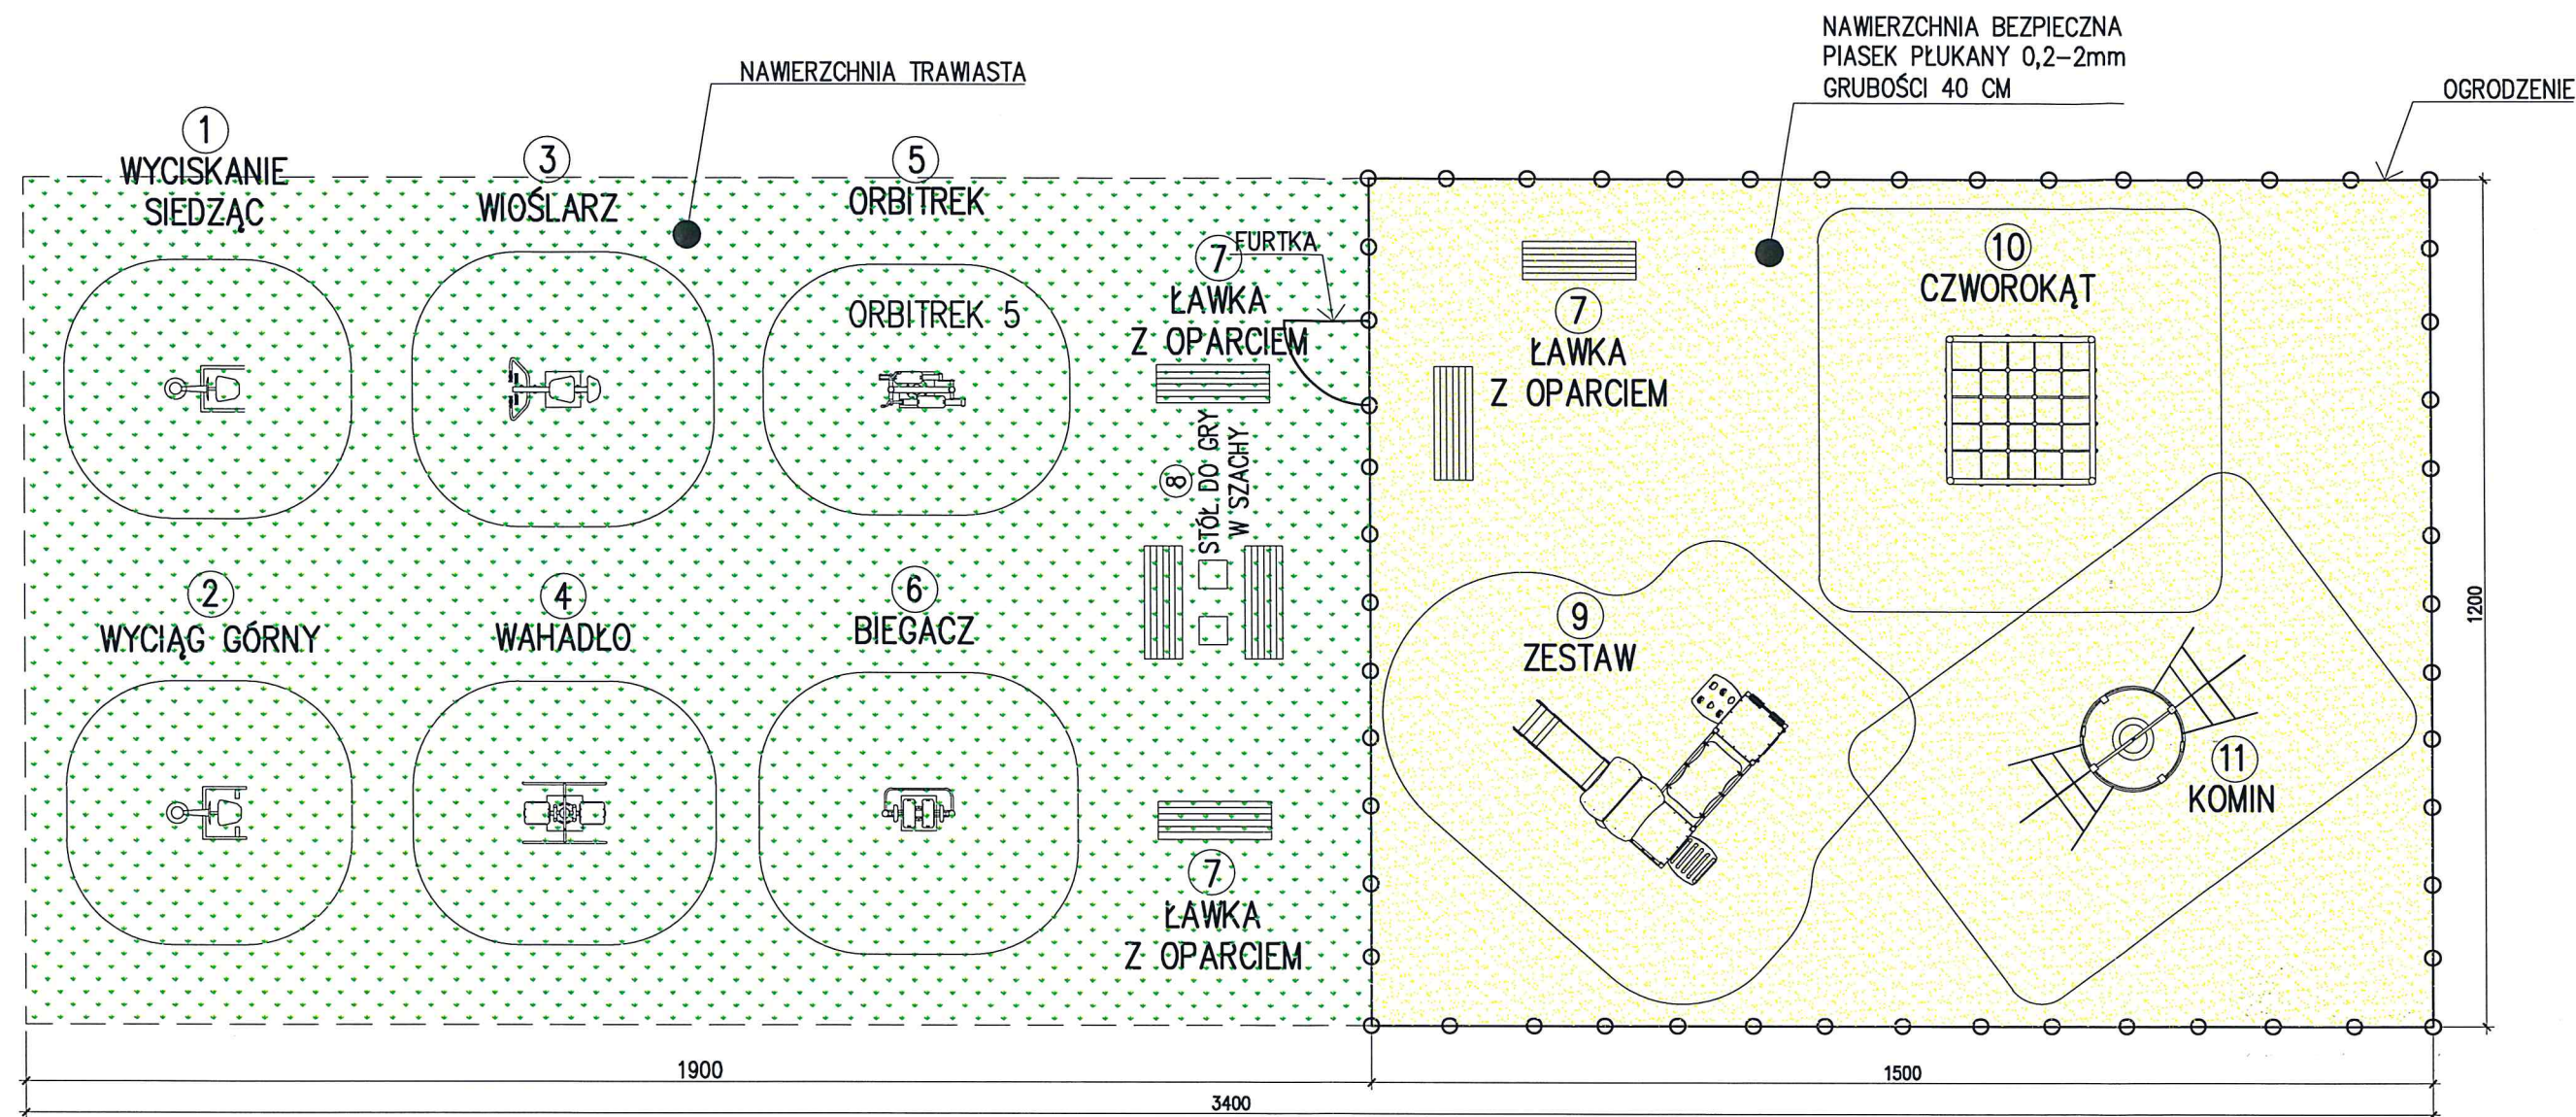 NAWIERZCHNIA TRAWIASTA
NAWIERZCHNIA BEZPIECZNA
PIASEK PŁUKANY 0,2-2mm
GRUBOŚCI 40 CM
OGRODZENIE
1
WYCISKANIE
SIEDZĄC
3
WIOŚLARZ
5
ORBITREK
ORBITREK 5
7
FURTKA
ŁAWKA
Z OPARCIEM
7
ŁAWKA
Z OPARCIEM
10
CZWOROKĄT
8
STÓŁ DO GRY
W SZACHY
2
WYCIĄG GÓRNY
4
WAHADŁO
6
BIEGACZ
9
ZESTAW
11
KOMIN
7
ŁAWKA
Z OPARCIEM
1200
1900
1500
3400